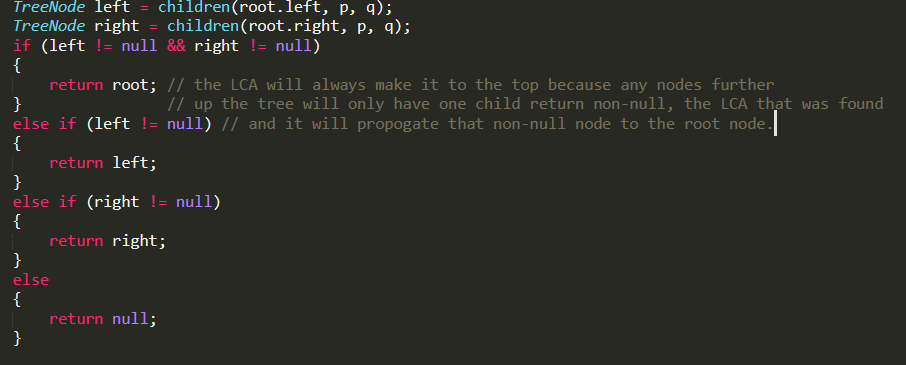 TreeNode left = children(root.left, p, q);
TreeNode right = children(root.right, p, q);
if (left != null && right != null)
{
    return root; // the LCA will always make it to the top because any nodes further
}                // up the tree will only have one child return non-null, the LCA that was found
else if (left != null) // and it will propogate that non-null node to the root node.
{
    return left;
}
else if (right != null)
{
    return right;
}
else
{
    return null;
}